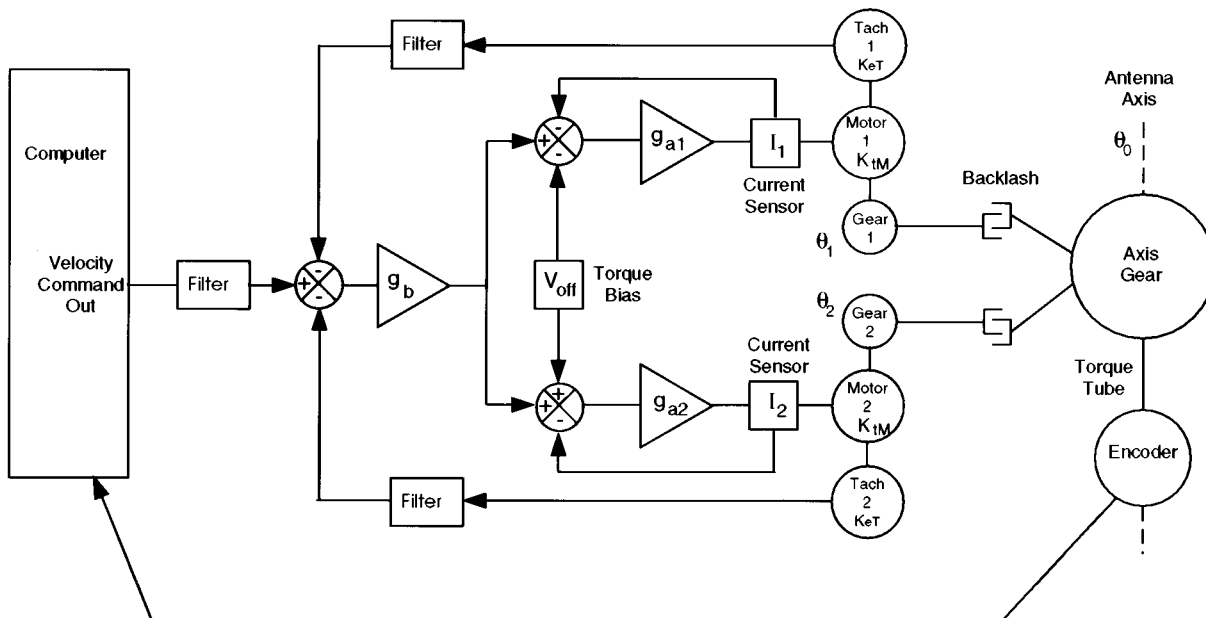 Computer
Velocity
Command
Out
Filter
Filter
Filter
+
-
-
g_b
+
-
-
V_off
Torque
Bias
+
+
-
g_a1
g_a2
I_1
Current
Sensor
Current
Sensor
I_2
Tach
1
K_eT
Motor
1
K_tM
Gear
1
θ_1
θ_2
Gear
2
Motor
2
K_tM
Tach
2
K_eT
Backlash
Antenna
Axis
θ_0
Axis
Gear
Torque
Tube
Encoder